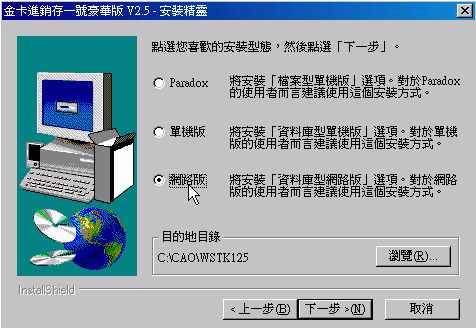 金卡進銷存一號豪華版 V2.5 - 安裝精靈
點選您喜歡的安裝型態，然後點選「下一步」。
Paradox
將安裝「檔案型單機版」選項。對於Paradox
的使用者而言建議使用這個安裝方式。
單機版
將安裝「資料庫型單機版」選項。對於單機
版的使用者而言建議使用這個安裝方式。
網路版
將安裝「資料庫型網路版」選項。對於網路
版的使用者而言建議使用這個安裝方式。
目的地目錄
C:\CAO\WSTK125
瀏覽(R)...
InstallShield
< 上一步(B)
下一步 >(N)
取消